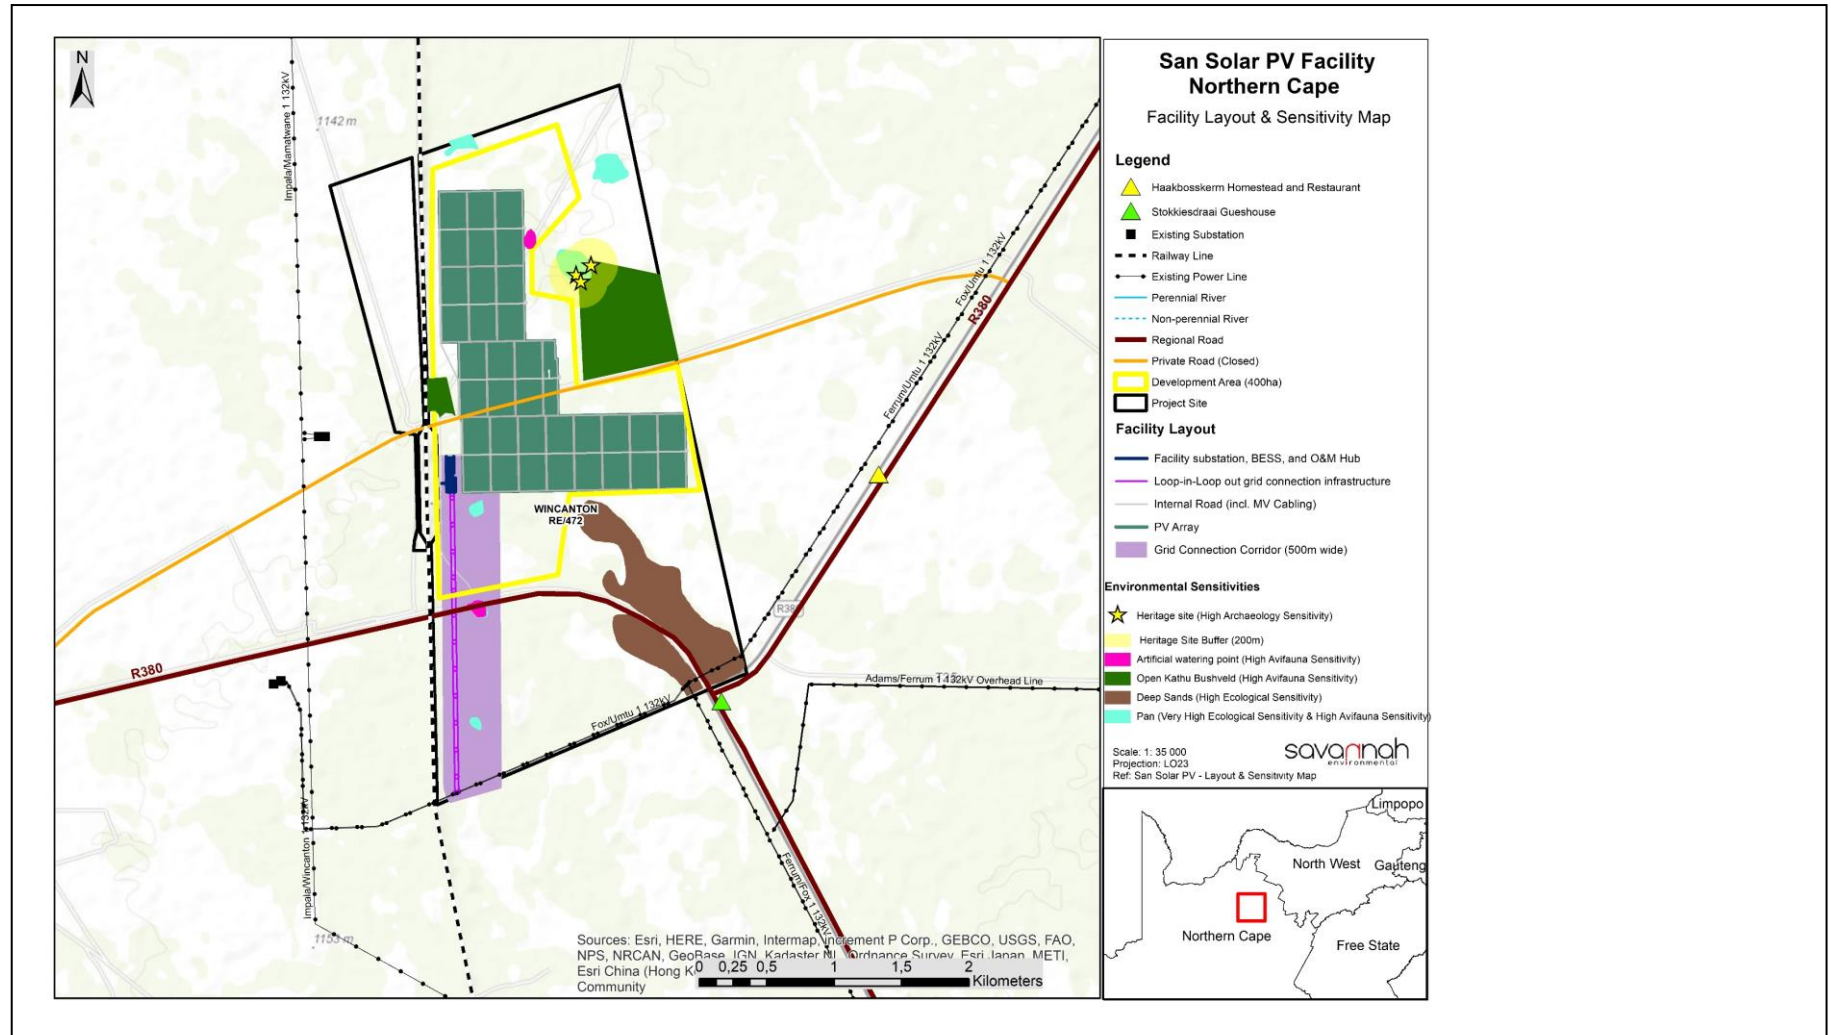 N
1142 m
Impala/Mamatwane 1 132kV
Fox/Umtu 1 132kV
R380
Ferrum/Umtu 1 132kV
1
WINCANTON
RE/472
R380
R380
Adams/Ferrum 1 132kV Overhead Line
Fox/Umtu 1 132kV
Impala/Wincanton 1 132kV
Ferrum/Fox 1 132kV
1153 m
Sources: Esri, HERE, Garmin, Intermap, increment P Corp., GEBCO, USGS, FAO,
NPS, NRCAN, GeoBase, IGN, Kadaster NL, Ordnance Survey, Esri Japan, METI,
Esri China (Hong
Community
0 0,25 0,5 1 1,5 2
Kilometers
San Solar PV Facility
Northern Cape
Facility Layout & Sensitivity Map
Legend
Haakbosskerm Homestead and Restaurant
Stokkiesdraai Gueshouse
Existing Substation
Railway Line
Existing Power Line
Perennial River
Non-perennial River
Regional Road
Private Road (Closed)
Development Area (400ha)
Project Site
Facility Layout
Facility substation, BESS, and O&M Hub
Loop-in-Loop out grid connection infrastructure
Internal Road (incl. MV Cabling)
PV Array
Grid Connection Corridor (500m wide)
Environmental Sensitivities
Heritage site (High Archaeology Sensitivity)
Heritage Site Buffer (200m)
Artificial watering point (High Avifauna Sensitivity)
Open Kathu Bushveld (High Avifauna Sensitivity)
Deep Sands (High Ecological Sensitivity)
Pan (Very High Ecological Sensitivity & High Avifauna Sensitivity)
Scale: 1: 35 000
Projection: LO23
Ref: San Solar PV - Layout & Sensitivity Map
savannah
environmental
Limpopo
North West
Gauteng
Northern Cape
Free State